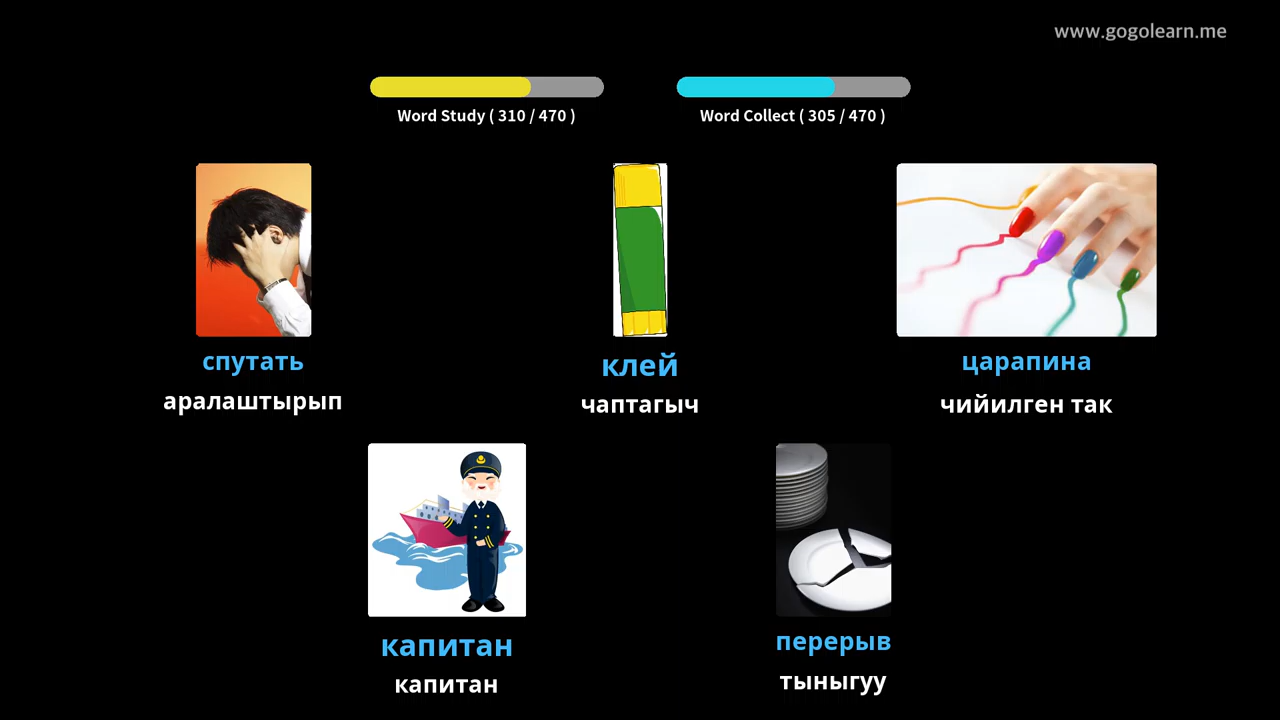 www.gogolearn.me
Word Study ( 310 / 470 )
Word Collect ( 305 / 470 )
спутать
аралаштырып
клей
чаптагыч
царапина
чийилген так
капитан
капитан
перерыв
тыныгуу